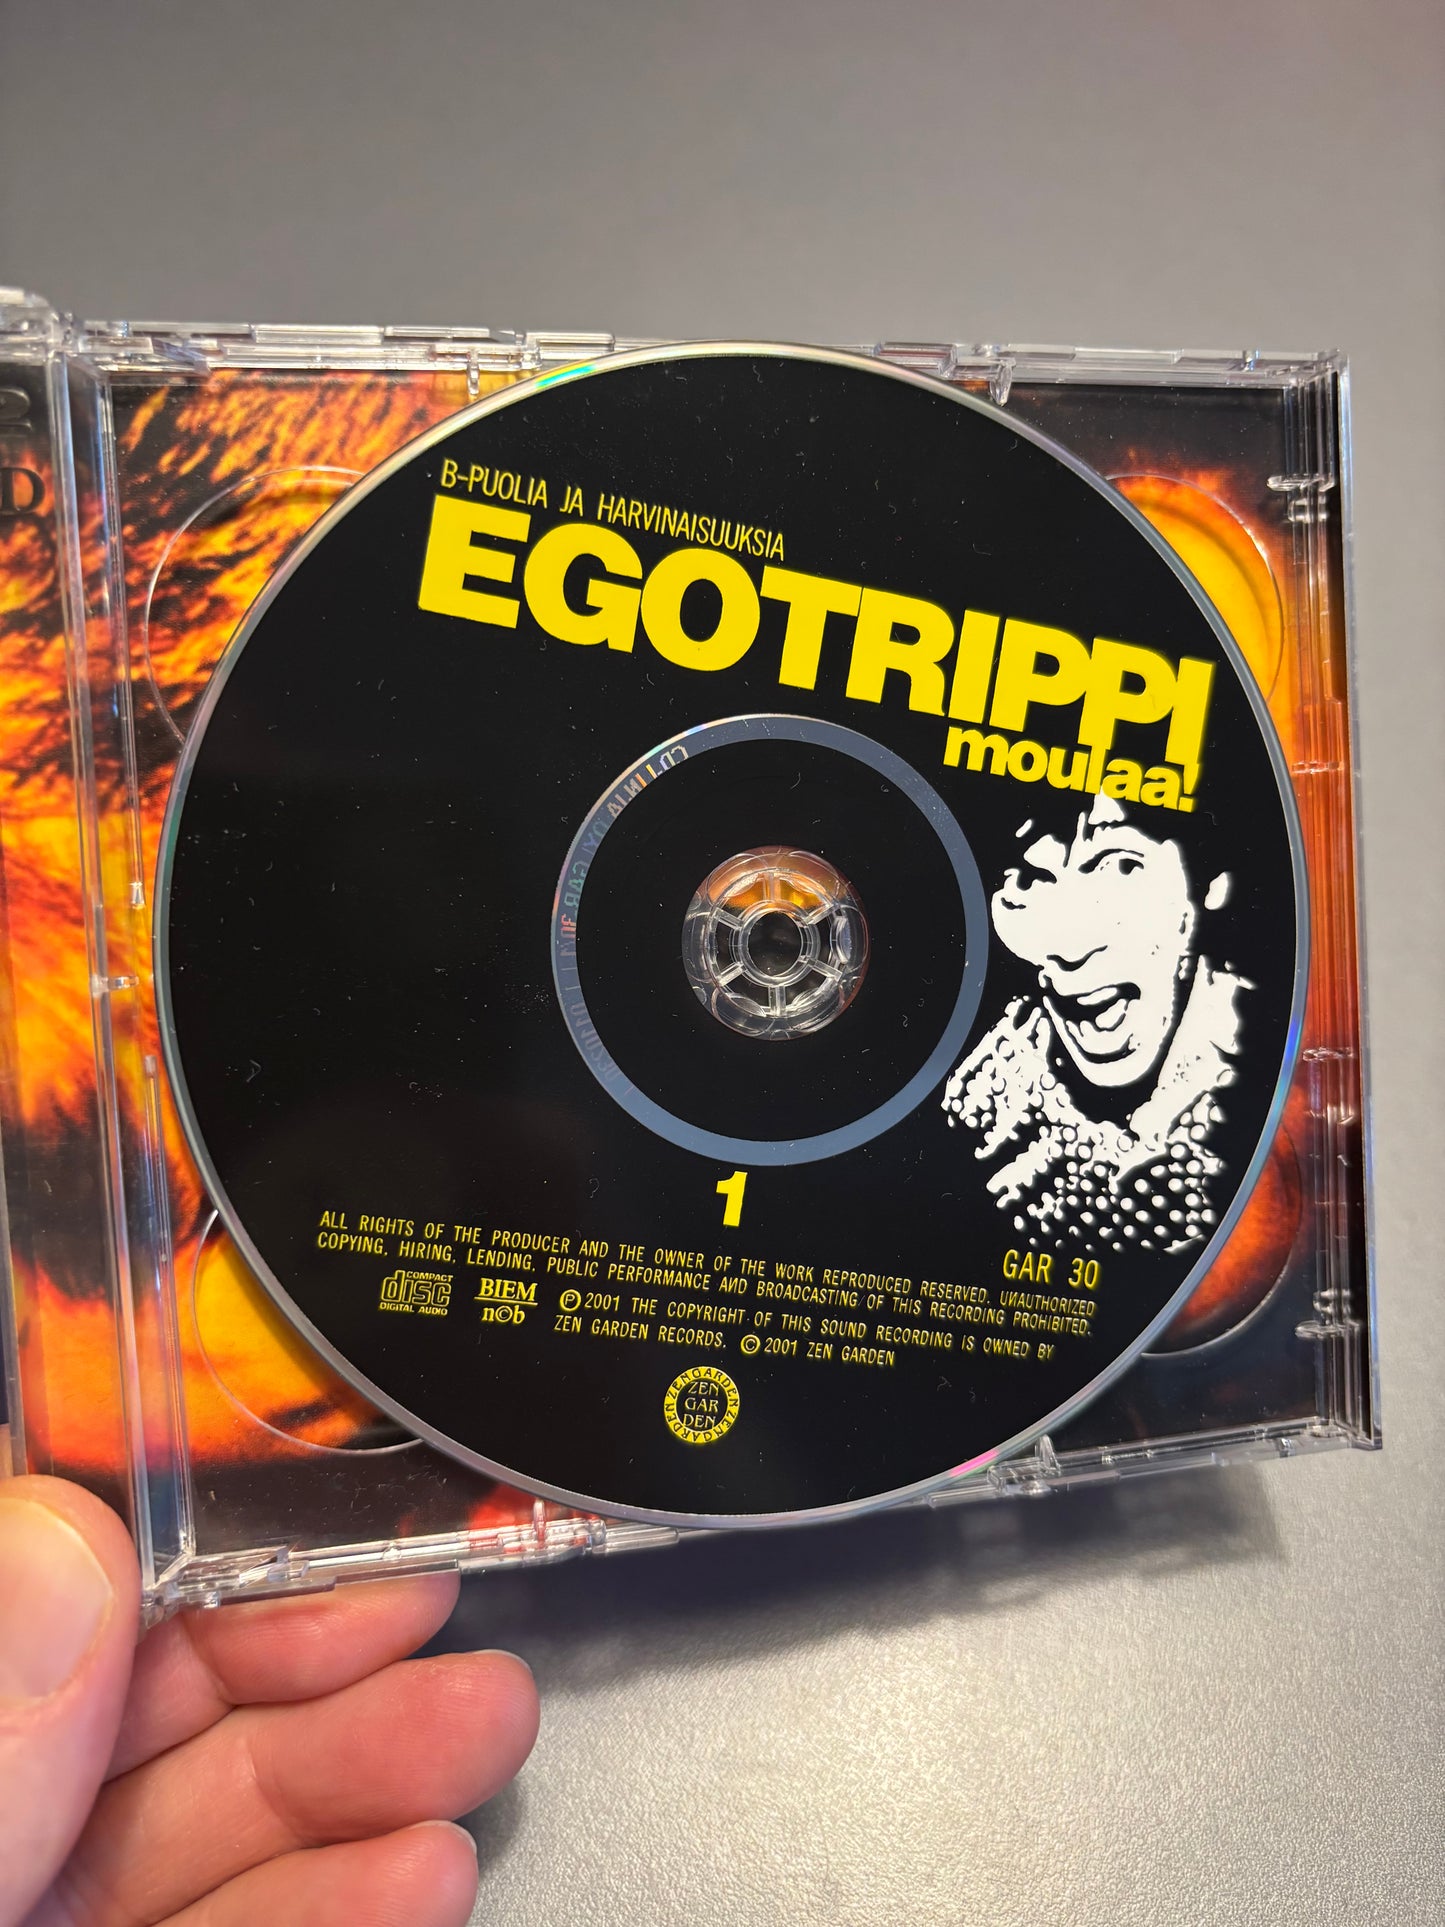 B-PUOLIA JA HARVINAISUUKSIA
EGOTRIPPI
moulaa!
1
GAR 30
ALL RIGHTS OF THE PRODUCER AND THE OWNER OF THE WORK REPRODUCED RESERVED. UNAUTHORIZED
COPYING, HIRING, LENDING, PUBLIC PERFORMANCE AND BROADCASTING OF THIS RECORDING PROHIBITED.
COMPACT
disc
DIGITAL AUDIO
BIEM
n©b
Ⓟ 2001 THE COPYRIGHT OF THIS SOUND RECORDING IS OWNED BY
ZEN GARDEN RECORDS. © 2001 ZEN GARDEN
ZENGARDENZENGARDEN
ZEN
GAR
DEN